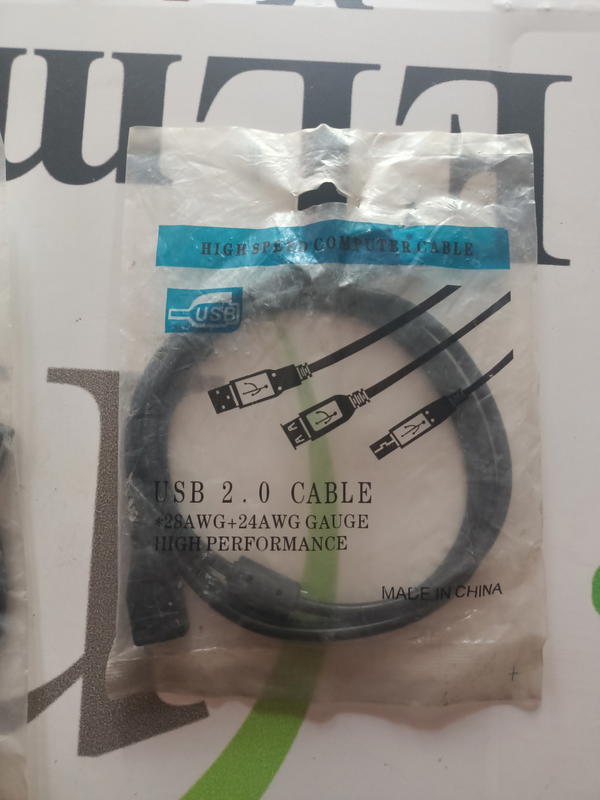 HIGH SPEED COMPUTER CABLE
USB
USB 2.0 CABLE
*28AWG+24AWG GAUGE
HIGH PERFORMANCE
MADE IN CHINA